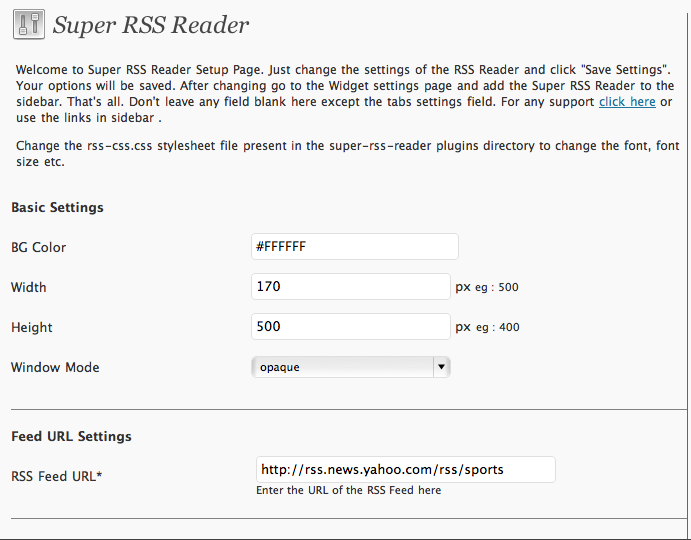 Super RSS Reader
Welcome to Super RSS Reader Setup Page. Just change the settings of the RSS Reader and click "Save Settings".
Your options will be saved. After changing go to the Widget settings page and add the Super RSS Reader to the
sidebar. That's all. Don't leave any field blank here except the tabs settings field. For any support click here or
use the links in sidebar .
Change the rss-css.css stylesheet file present in the super-rss-reader plugins directory to change the font, font
size etc.
Basic Settings
BG Color #FFFFFF
Width 170 px eg : 500
Height 500 px eg : 400
Window Mode opaque
Feed URL Settings
RSS Feed URL* http://rss.news.yahoo.com/rss/sports
Enter the URL of the RSS Feed here